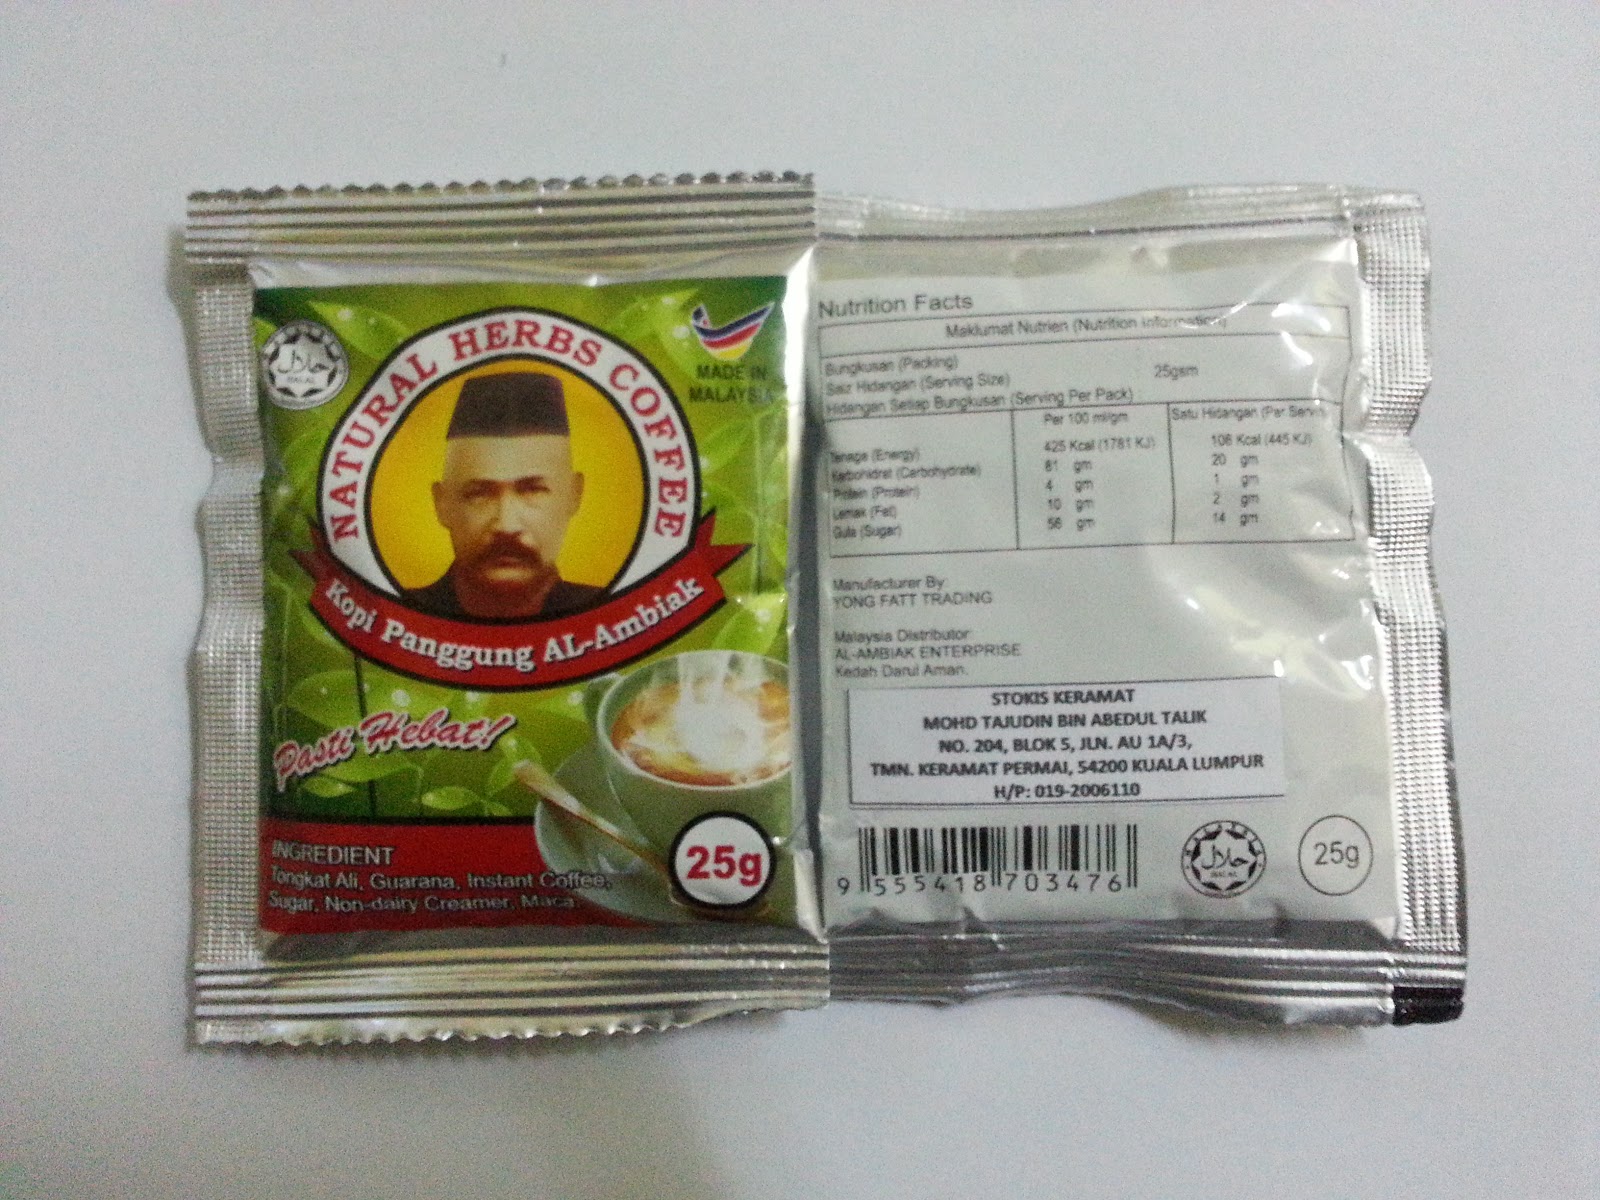 حلال
HALAL
MADE IN
MALAYSIA
NATURAL HERBS COFFEE
Kopi Panggung AL-Ambiak
Pasti Hebat!
25g
INGREDIENT
Tongkat Ali, Guarana, Instant Coffee,
Sugar, Non-dairy Creamer, Maca.
Nutrition Facts
Maklumat Nutrien (Nutrition Information)
Bungkusan (Packing)
Saiz Hidangan (Serving Size) : 25gsm
Hidangan Setiap Bungkusan (Serving Per Pack) :
Per 100 ml/gm Satu Hidangan (Per Servin
Tenaga (Energy) 425 Kcal (1781 KJ) 106 Kcal (445 KJ)
Karbohidrat (Carbohydrate) 81 gm 20 gm
Protein (Protein) 4 gm 1 gm
Lemak (Fat) 10 gm 2 gm
Gula (Sugar) 56 gm 14 gm
Manufacturer By:
YONG FATT TRADING
Malaysia Distributor:
AL-AMBIAK ENTERPRISE
Kedah Darul Aman.
STOKIS KERAMAT
MOHD TAJUDIN BIN ABEDUL TALIK
NO. 204, BLOK 5, JLN. AU 1A/3,
TMN. KERAMAT PERMAI, 54200 KUALA LUMPUR
H/P: 019-2006110
9 555418 703476
حلال
HALAL
25g